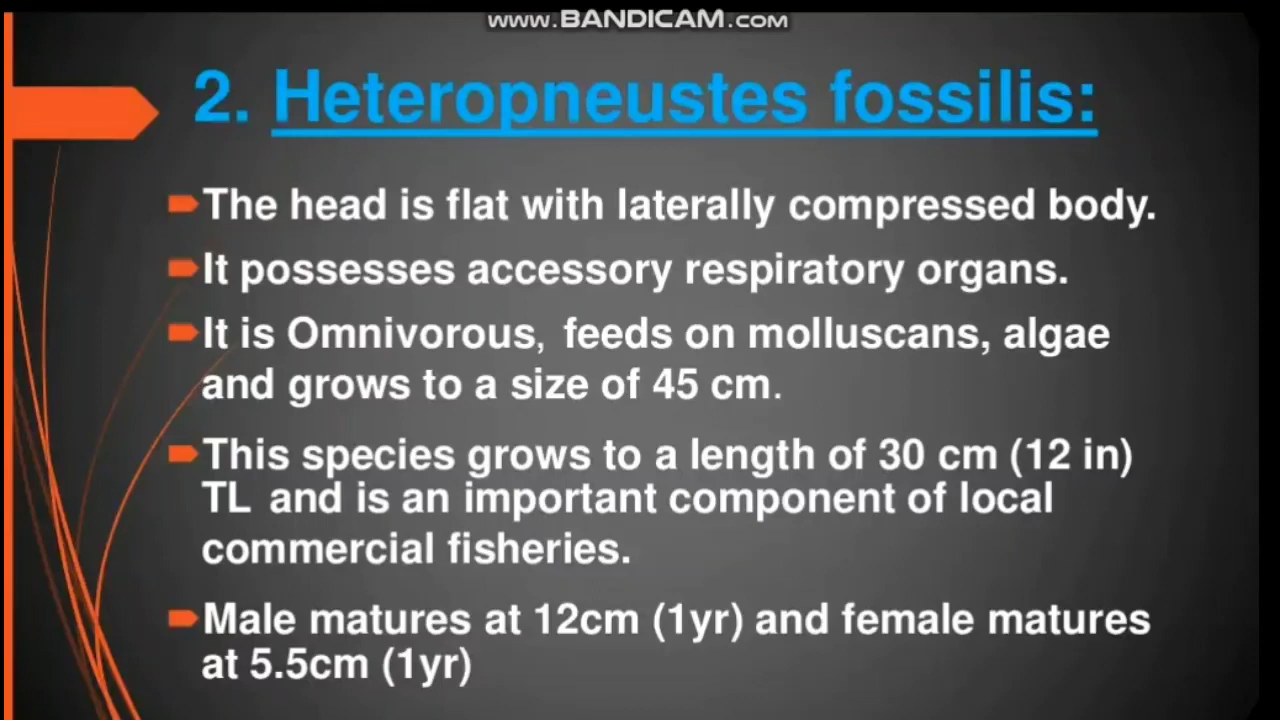 www.BANDICAM.com
2. Heteropneustes fossilis:
The head is flat with laterally compressed body.
It possesses accessory respiratory organs.
It is Omnivorous, feeds on molluscans, algae
and grows to a size of 45 cm.
This species grows to a length of 30 cm (12 in)
TL and is an important component of local
commercial fisheries.
Male matures at 12cm (1yr) and female matures
at 5.5cm (1yr)